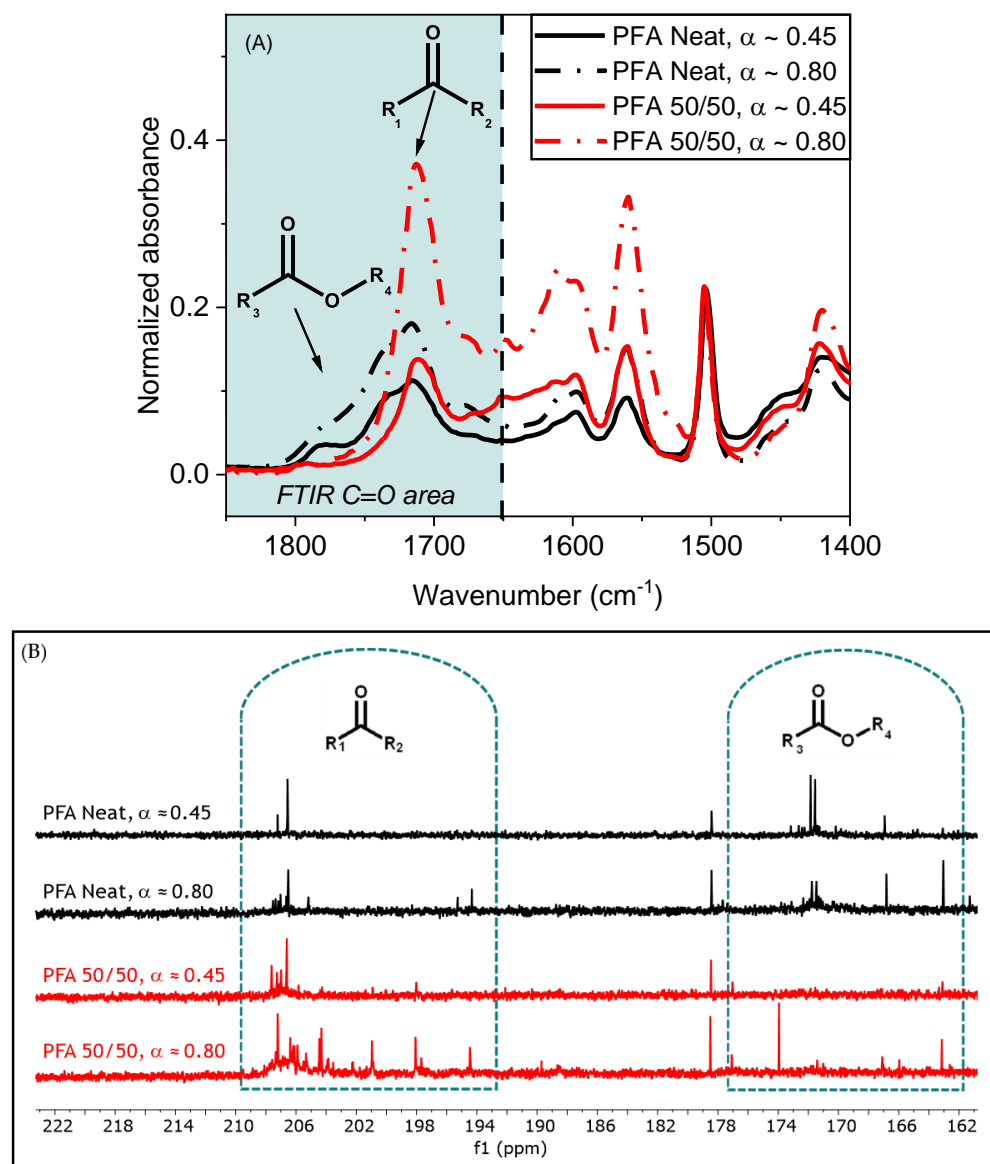 (A)
O
R1 R2
O
R4
R3 O
PFA Neat, α ~ 0.45
PFA Neat, α ~ 0.80
PFA 50/50, α ~ 0.45
PFA 50/50, α ~ 0.80
Normalized absorbance
0.4
0.2
0.0
FTIR C=O area
1800 1700 1600 1500 1400
Wavenumber (cm-1)
(B)
O
R1 R2
O
R4
R3 O
PFA Neat, α ≈ 0.45
PFA Neat, α ≈ 0.80
PFA 50/50, α ≈ 0.45
PFA 50/50, α ≈ 0.80
222 218 214 210 206 202 198 194 190 186 182 178 174 170 166 162
f1 (ppm)